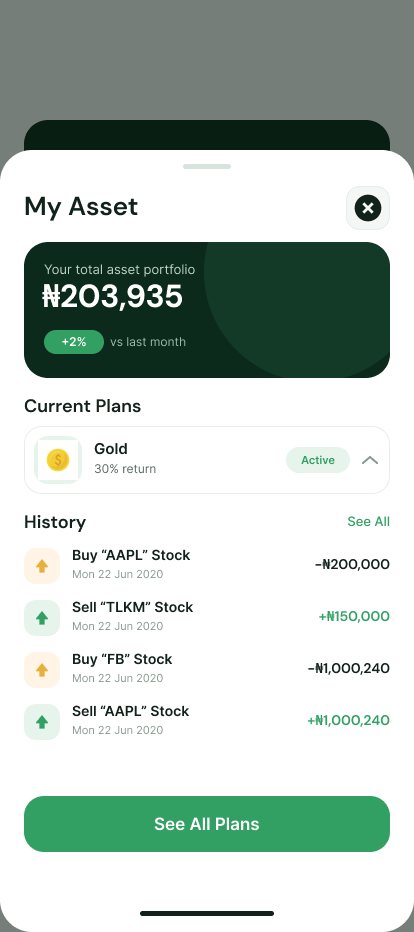 My Asset
Your total asset portfolio
₦203,935
+2% vs last month
Current Plans
Gold
30% return
Active
History
See All
Buy “AAPL” Stock
Mon 22 Jun 2020
-₦200,000
Sell “TLKM” Stock
Mon 22 Jun 2020
+₦150,000
Buy “FB” Stock
Mon 22 Jun 2020
-₦1,000,240
Sell “AAPL” Stock
Mon 22 Jun 2020
+₦1,000,240
See All Plans